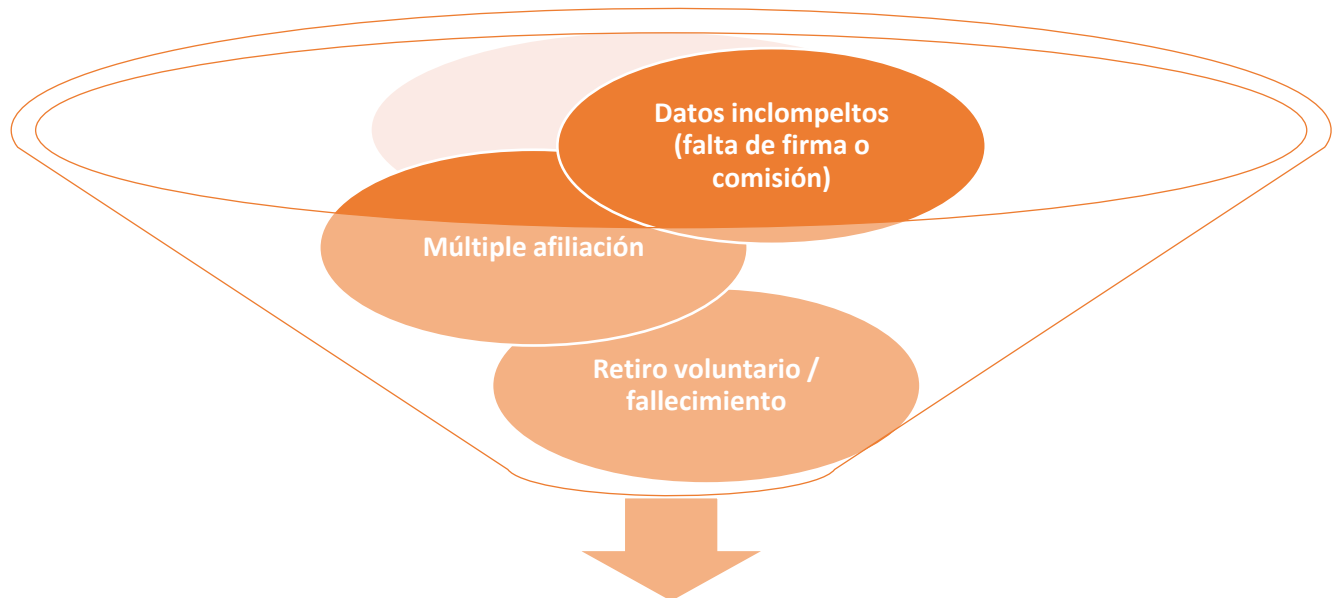 Datos inclompeltos
(falta de firma o
comisión)
Múltiple afiliación
Retiro voluntario /
fallecimiento